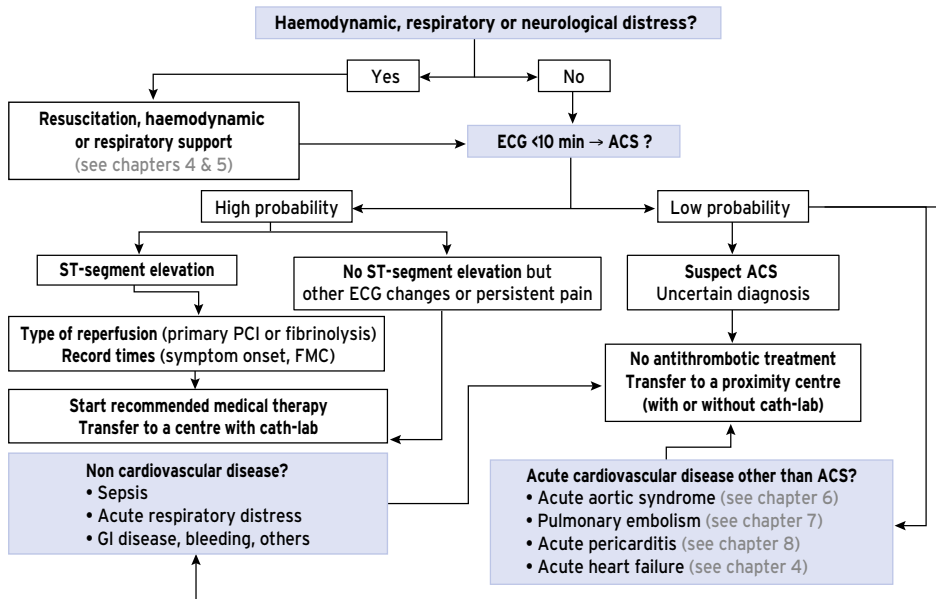 Haemodynamic, respiratory or neurological distress?
Yes
No
Resuscitation, haemodynamic
or respiratory support
(see chapters 4 & 5)
ECG <10 min → ACS ?
High probability
Low probability
ST-segment elevation
No ST-segment elevation but
other ECG changes or persistent pain
Suspect ACS
Uncertain diagnosis
Type of reperfusion (primary PCI or fibrinolysis)
Record times (symptom onset, FMC)
No antithrombotic treatment
Transfer to a proximity centre
(with or without cath-lab)
Start recommended medical therapy
Transfer to a centre with cath-lab
Non cardiovascular disease?
• Sepsis
• Acute respiratory distress
• GI disease, bleeding, others
Acute cardiovascular disease other than ACS?
• Acute aortic syndrome (see chapter 6)
• Pulmonary embolism (see chapter 7)
• Acute pericarditis (see chapter 8)
• Acute heart failure (see chapter 4)